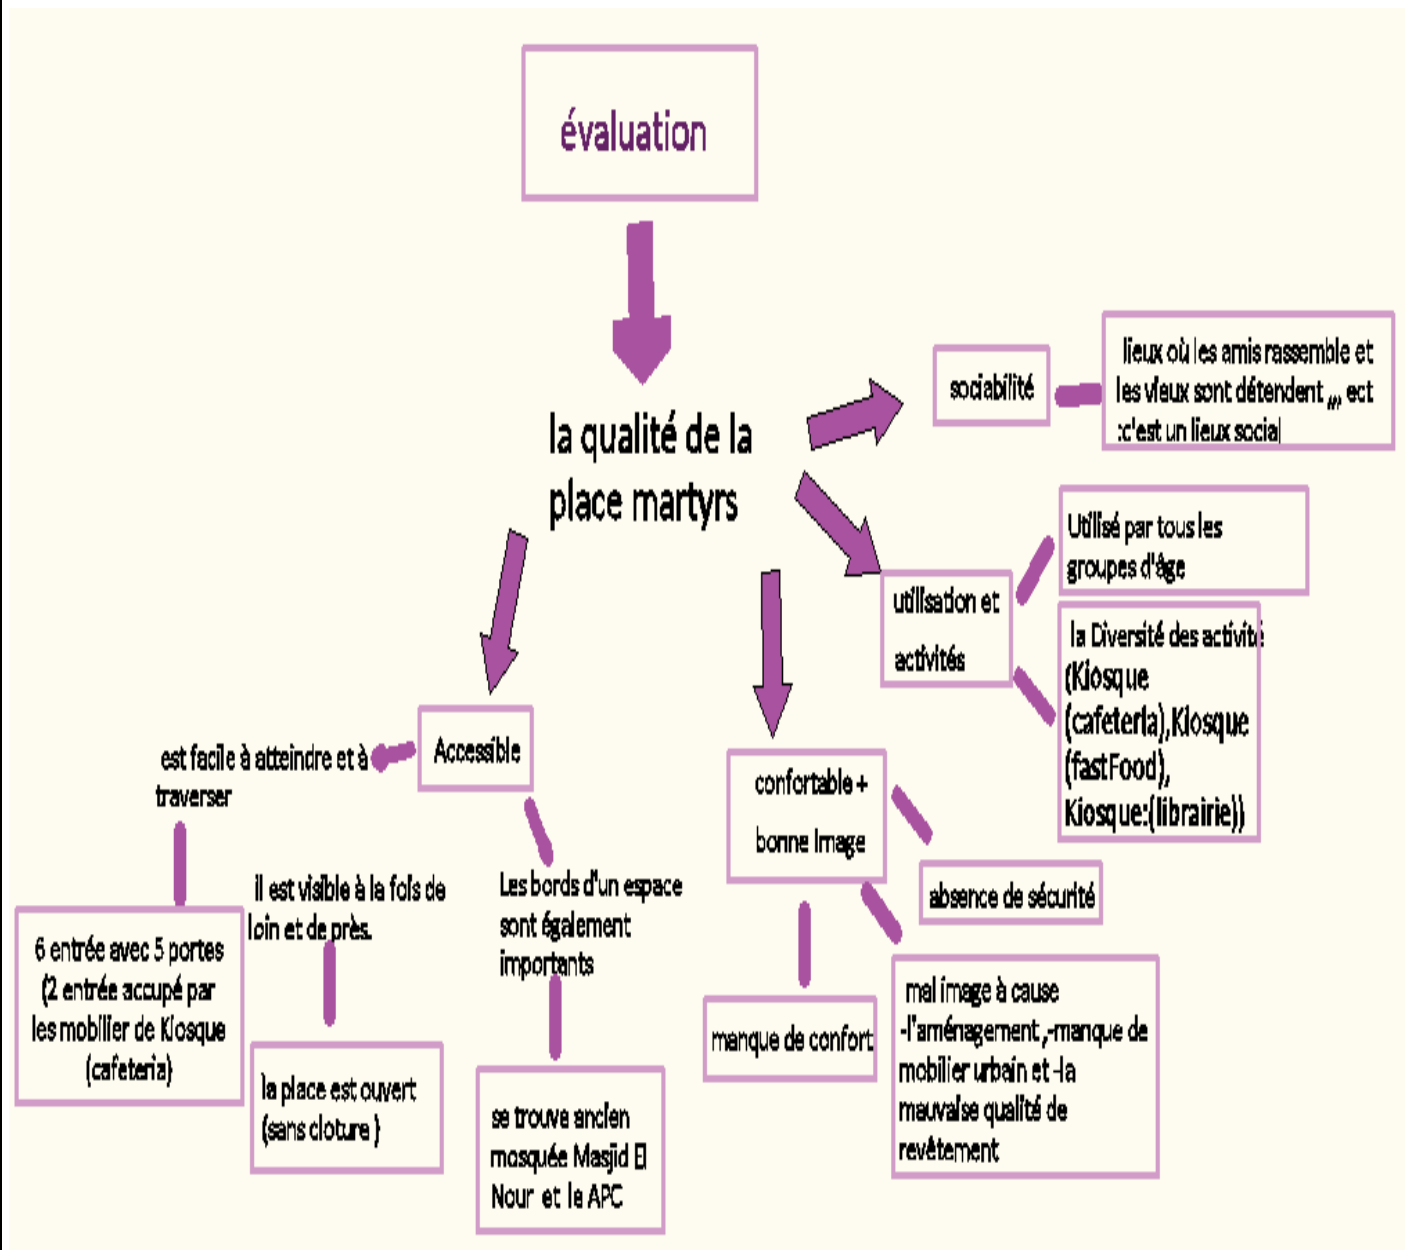 évaluation
la qualité de la
place martyrs
sociabilité
lieux où les amis rassemble et
les vieux sont détendent ,,, ect
:c'est un lieux social
utilisation et
activités
Utilisé par tous les
groupes d'âge
la Diversité des activité
(Kiosque
(cafeteria),Kiosque
(fastFood),
Kiosque:(librairie))
confortable +
bonne image
absence de sécurité
mal image à cause
-l'aménagement ,-manque de
mobilier urbain et -la
mauvaise qualité de
revêtement
manque de confort
Accessible
est facile à atteindre et à
traverser
6 entrée avec 5 portes
(2 entrée accupé par
les mobilier de Kiosque
(cafeteria)
il est visible à la fois de
loin et de près.
la place est ouvert
(sans cloture )
Les bords d'un espace
sont également
importants
se trouve ancien
mosquée Masjid El
Nour et le APC